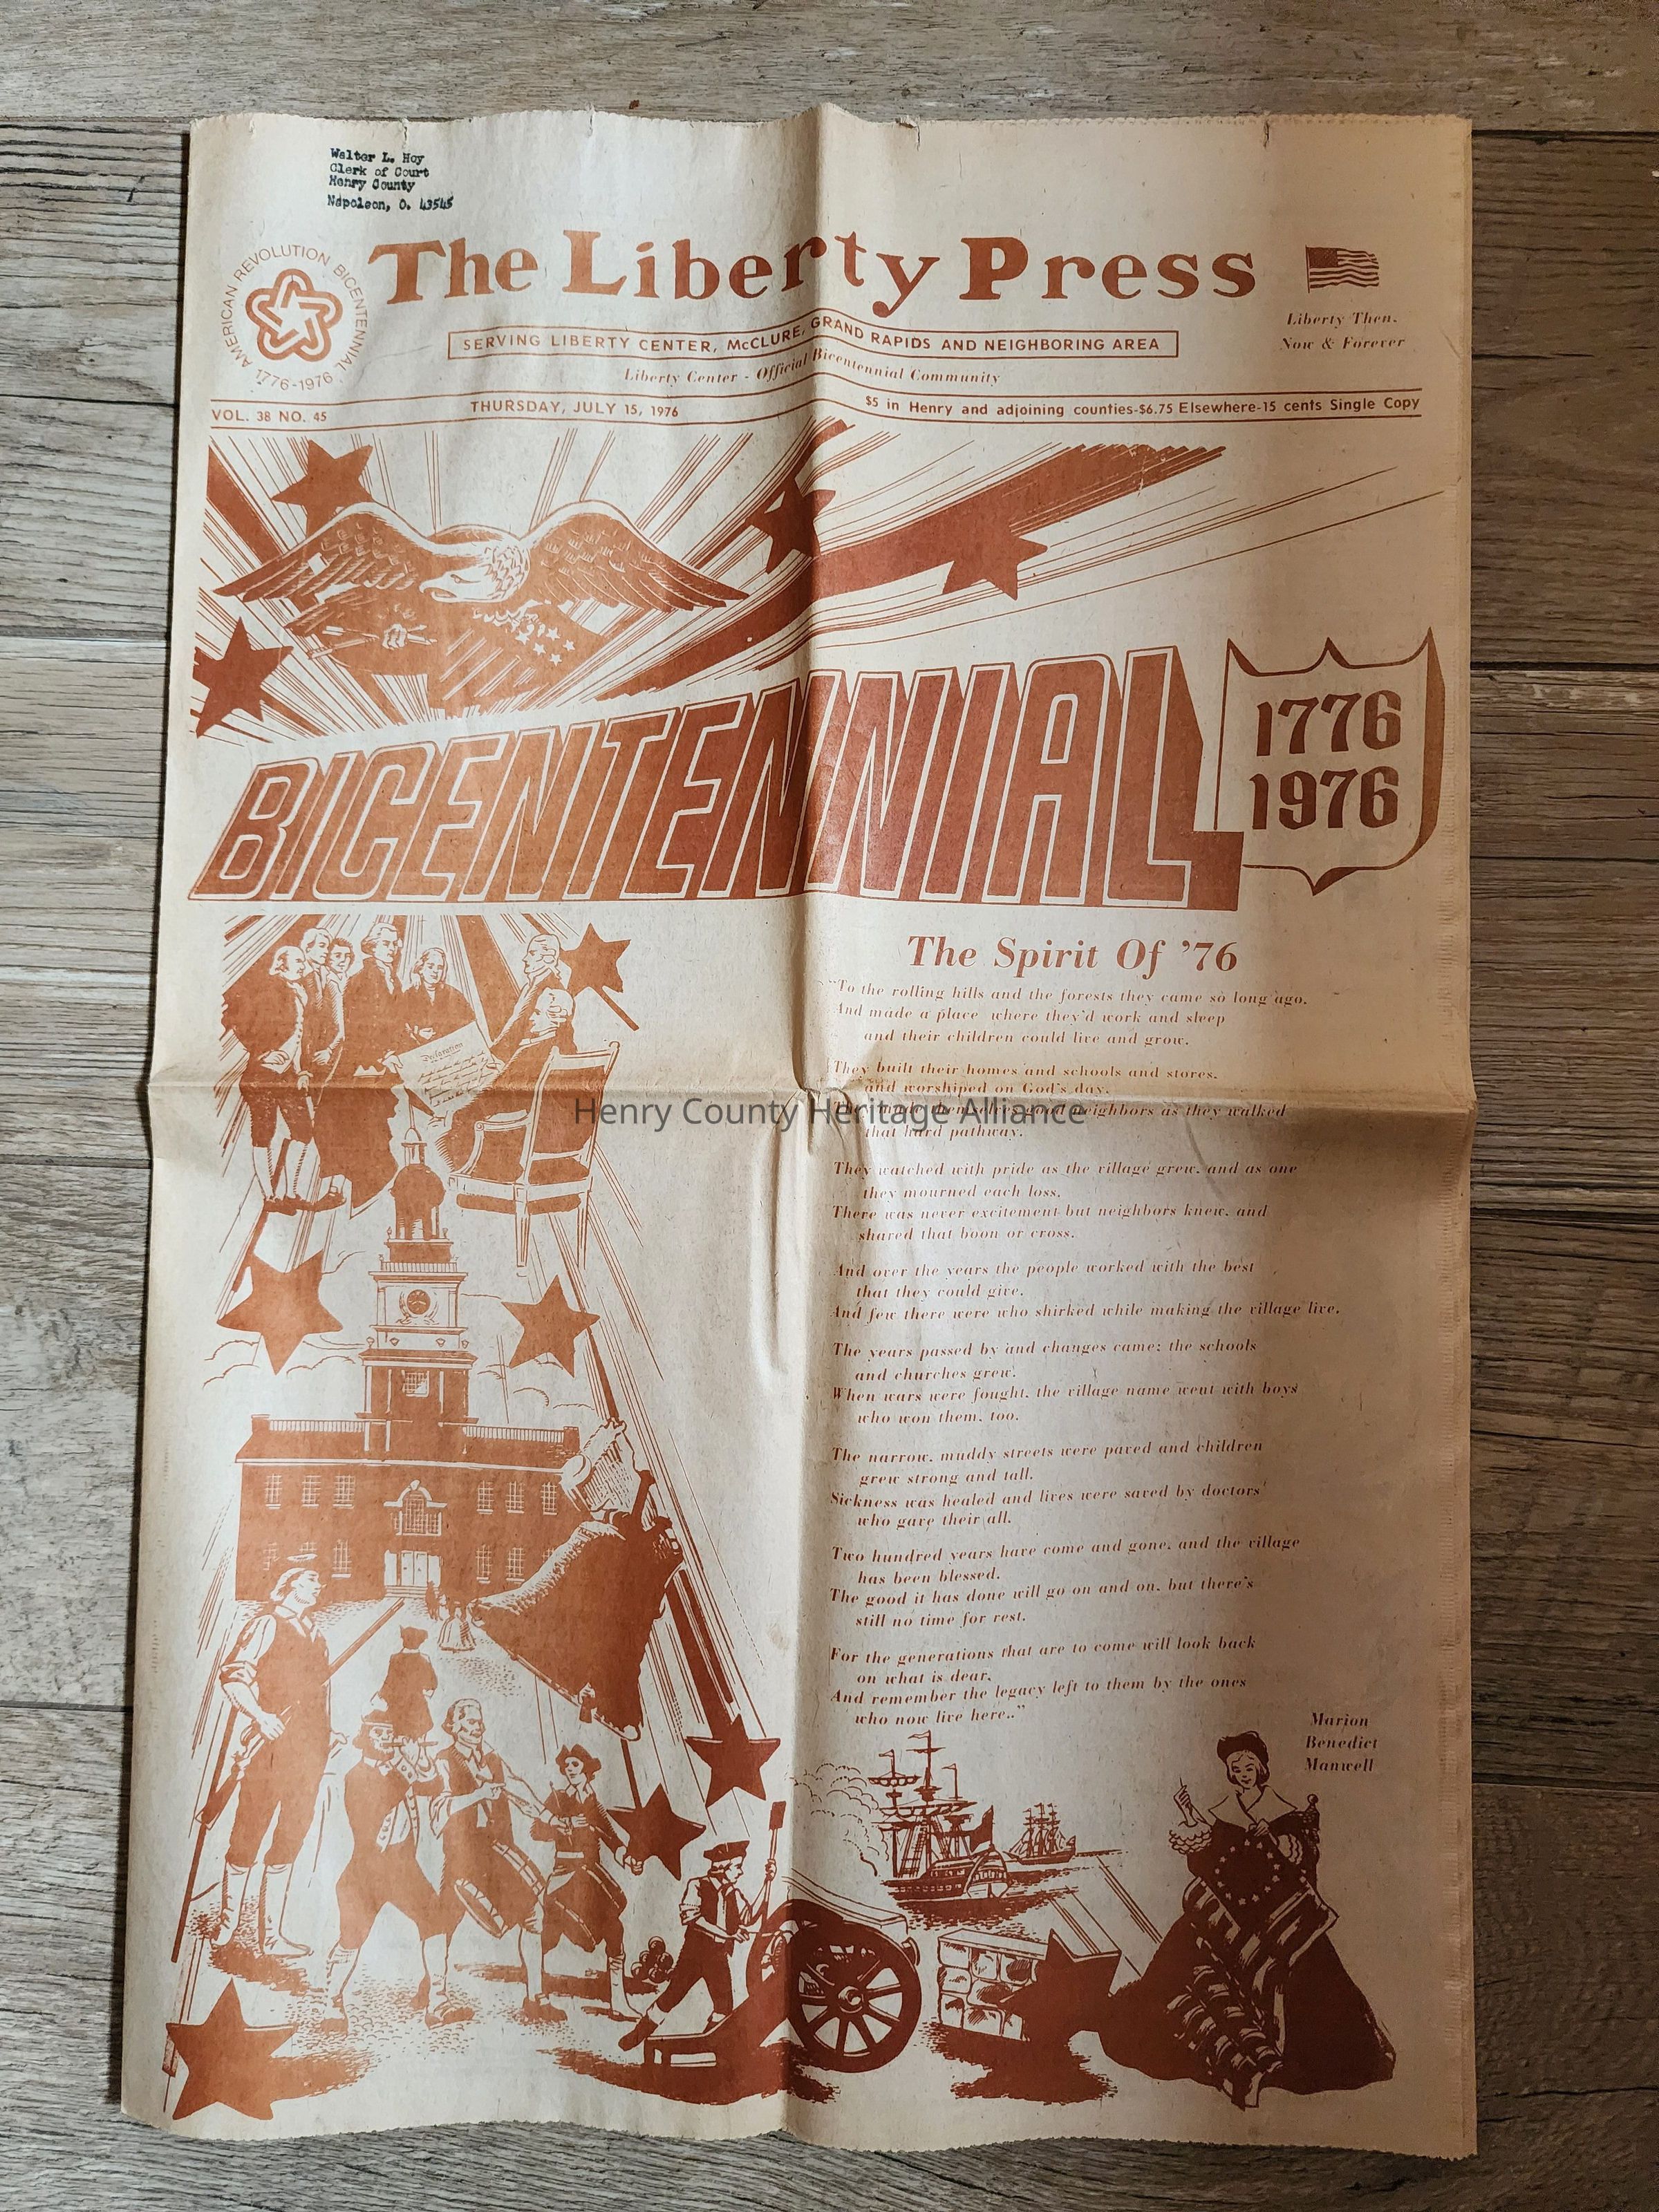 Walter L. Hoy
Clerk of Court
Henry County
Napoleon, O. 43545
AMERICAN REVOLUTION BICENTENNIAL
1776-1976
The Liberty Press
SERVING LIBERTY CENTER, McCLURE, GRAND RAPIDS AND NEIGHBORING AREA
Liberty Center - Official Bicentennial Community
Liberty Then,
Now & Forever
VOL. 38 NO. 45
THURSDAY, JULY 15, 1976
$5 in Henry and adjoining counties-$6.75 Elsewhere-15 cents Single Copy
BICENTENNIAL
1776
1976
Declaration
The Spirit Of '76
"To the rolling hills and the forests they came so long ago.
And made a place where they'd work and sleep
and their children could live and grow.
They built their homes and schools and stores,
and worshiped on God's day.
They made themselves good neighbors as they walked
that hard pathway.
They watched with pride as the village grew, and as one
they mourned each loss,
There was never excitement but neighbors knew, and
shared that boon or cross.
And over the years the people worked with the best
that they could give,
And few there were who shirked while making the village live.
The years passed by and changes came; the schools
and churches grew.
When wars were fought, the village name went with boys
who won them, too.
The narrow, muddy streets were paved and children
grew strong and tall.
Sickness was healed and lives were saved by doctors'
who gave their all.
Two hundred years have come and gone, and the village
has been blessed.
The good it has done will go on and on, but there's
still no time for rest.
For the generations that are to come will look back
on what is dear,
And remember the legacy left to them by the ones
who now live here.."
Marion
Benedict
Manwell
Henry County Heritage Alliance